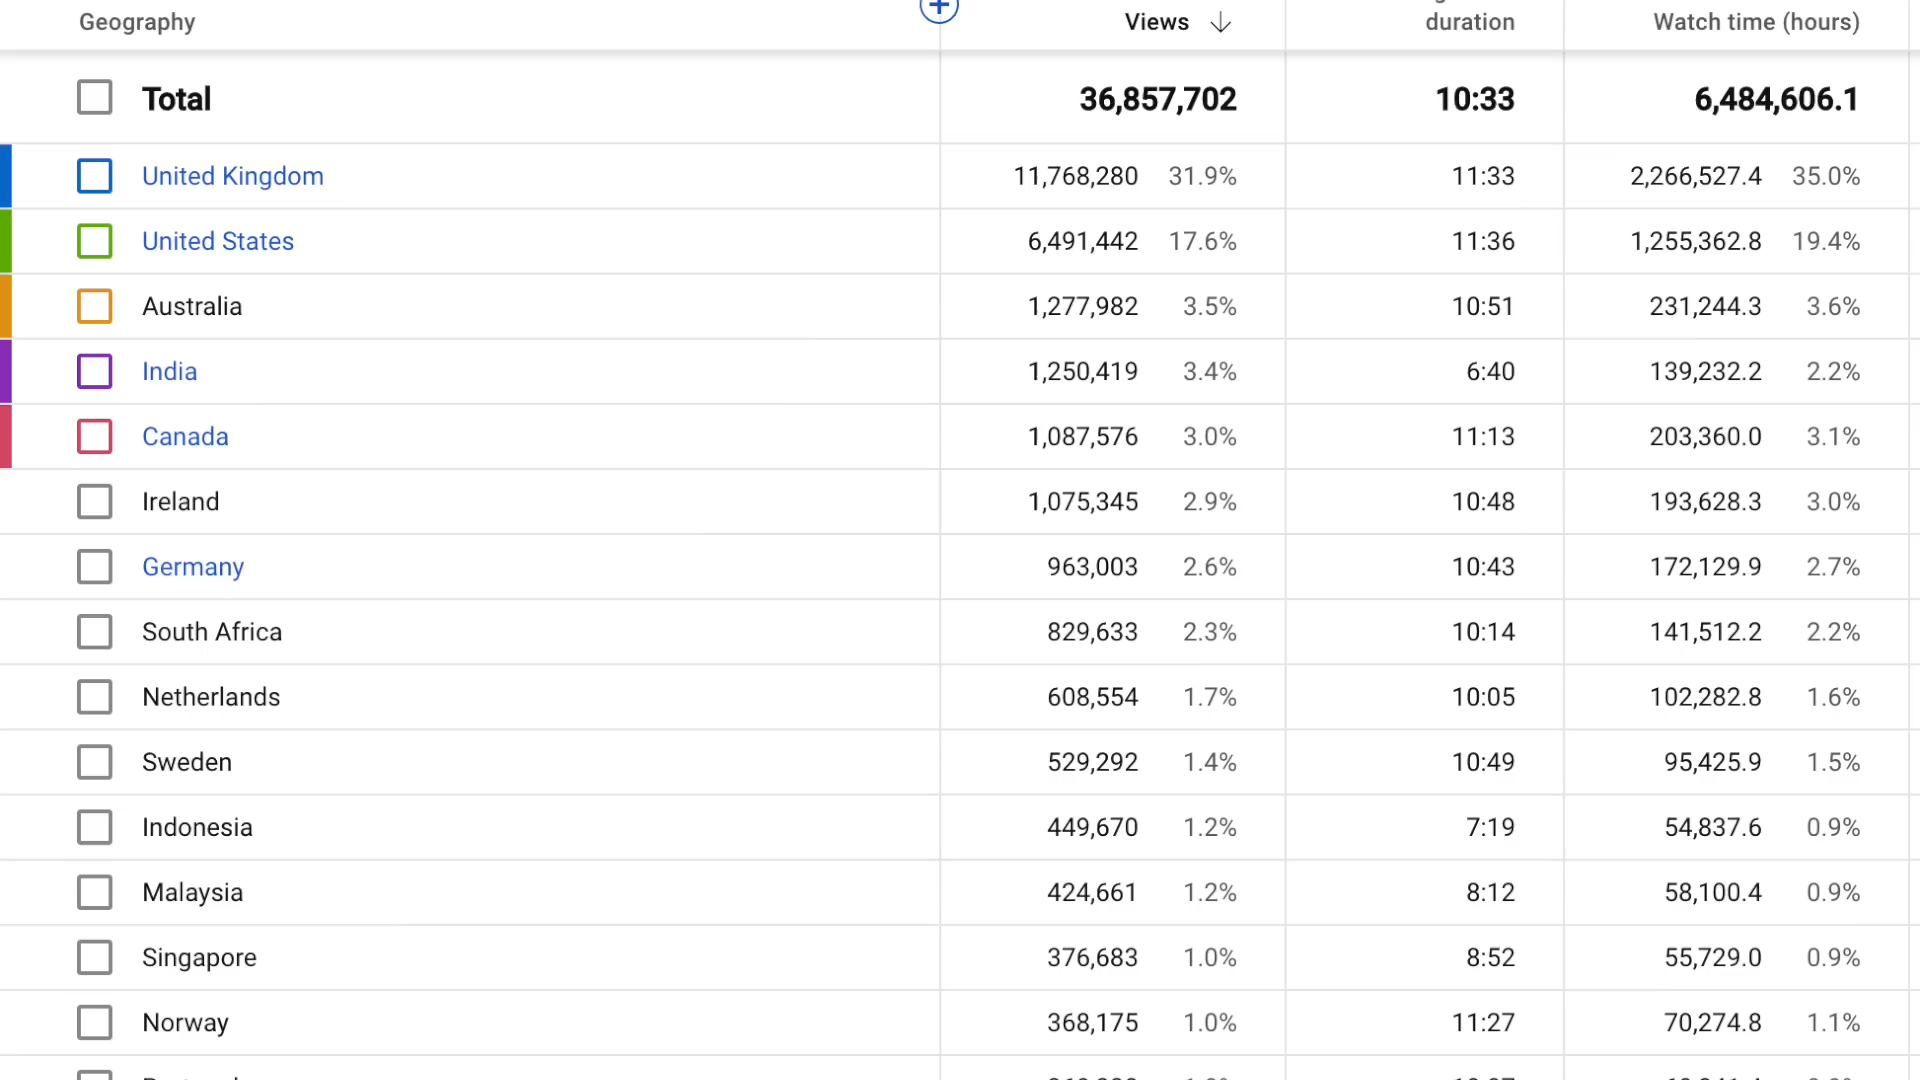 Geography Views duration Watch time (hours)
Total 36,857,702 10:33 6,484,606.1
United Kingdom 11,768,280 31.9% 11:33 2,266,527.4 35.0%
United States 6,491,442 17.6% 11:36 1,255,362.8 19.4%
Australia 1,277,982 3.5% 10:51 231,244.3 3.6%
India 1,250,419 3.4% 6:40 139,232.2 2.2%
Canada 1,087,576 3.0% 11:13 203,360.0 3.1%
Ireland 1,075,345 2.9% 10:48 193,628.3 3.0%
Germany 963,003 2.6% 10:43 172,129.9 2.7%
South Africa 829,633 2.3% 10:14 141,512.2 2.2%
Netherlands 608,554 1.7% 10:05 102,282.8 1.6%
Sweden 529,292 1.4% 10:49 95,425.9 1.5%
Indonesia 449,670 1.2% 7:19 54,837.6 0.9%
Malaysia 424,661 1.2% 8:12 58,100.4 0.9%
Singapore 376,683 1.0% 8:52 55,729.0 0.9%
Norway 368,175 1.0% 11:27 70,274.8 1.1%